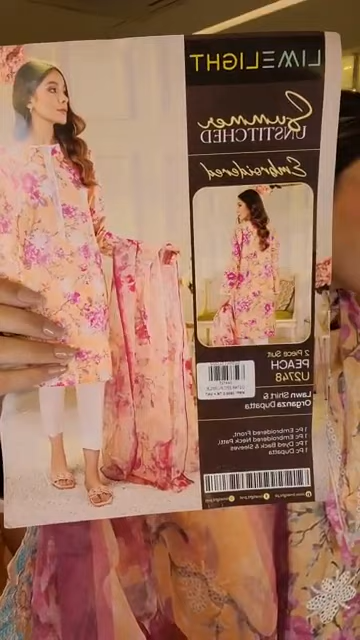 LIMELIGHT
Summer
UNSTITCHED
Embroidered
2 Piece Suit
PEACH
U2748
Lawn Shirt &
Organza Dupatta
1 Pc Embroidered Front,
1 Pc Embroidered Neck Patti,
1 Pc Dyed Back & Sleeves
1 Pc Dupatta